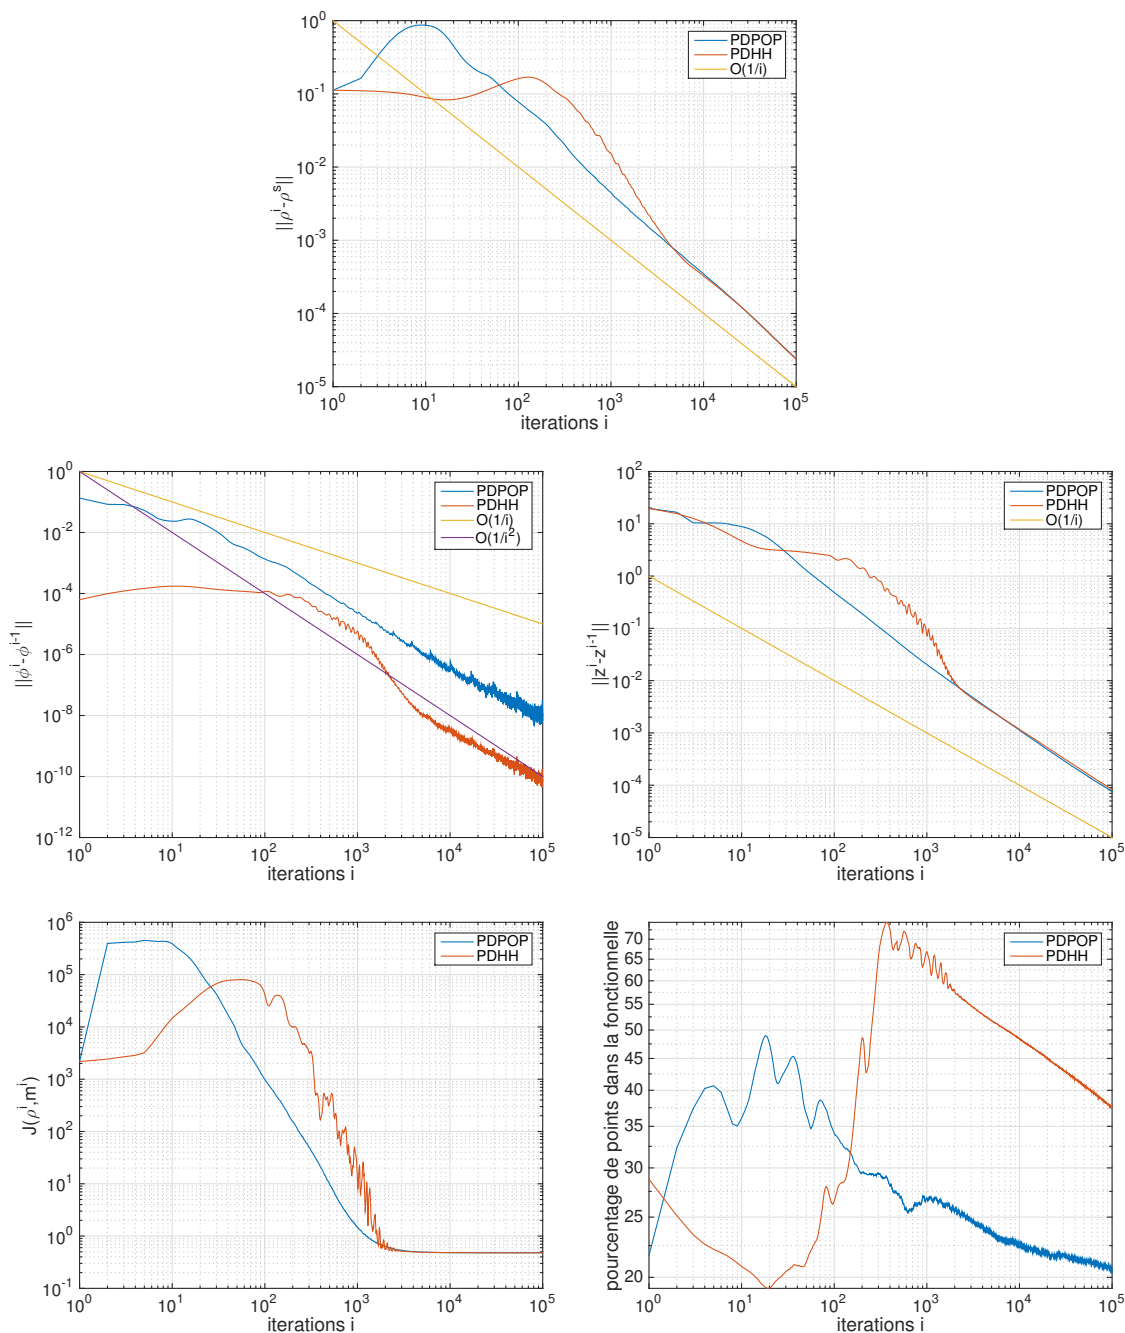 10^0
10^-1
10^-2
10^-3
10^-4
10^-5
||ρ^i-ρ^s||
PDPOP
PDHH
O(1/i)
10^0 10^1 10^2 10^3 10^4 10^5
iterations i
10^0
10^-2
10^-4
10^-6
10^-8
10^-10
10^-12
||ϕ^i-ϕ^i-1||
PDPOP
PDHH
O(1/i)
O(1/i^2)
10^0 10^1 10^2 10^3 10^4 10^5
iterations i
10^2
10^1
10^0
10^-1
10^-2
10^-3
10^-4
10^-5
||z^i-z^i-1||
PDPOP
PDHH
O(1/i)
10^0 10^1 10^2 10^3 10^4 10^5
iterations i
10^6
10^5
10^4
10^3
10^2
10^1
10^0
10^-1
J(ρ^i,m^i)
PDPOP
PDHH
10^0 10^1 10^2 10^3 10^4 10^5
iterations i
70
65
60
55
50
45
40
35
30
25
20
pourcentage de points dans la fonctionnelle
PDPOP
PDHH
10^0 10^1 10^2 10^3 10^4 10^5
iterations i